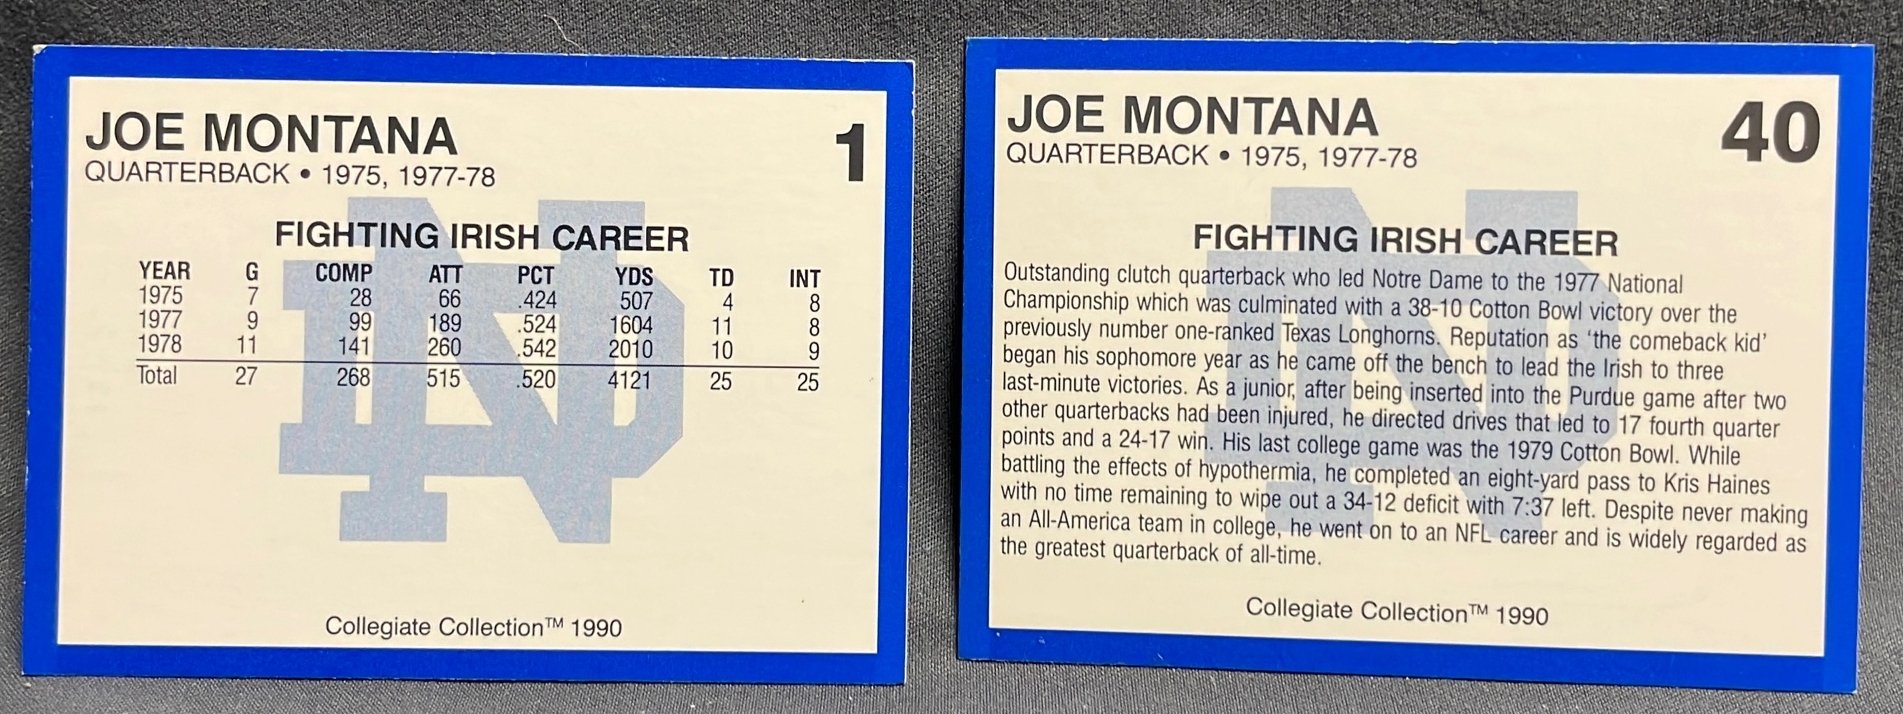 JOE MONTANA
1
QUARTERBACK • 1975, 1977-78
FIGHTING IRISH CAREER
YEAR G COMP ATT PCT YDS TD INT
1975 7 28 66 .424 507 4 8
1977 9 99 189 .524 1604 11 8
1978 11 141 260 .542 2010 10 9
Total 27 268 515 .520 4121 25 25
ND
Collegiate Collection™ 1990
JOE MONTANA
40
QUARTERBACK • 1975, 1977-78
FIGHTING IRISH CAREER
Outstanding clutch quarterback who led Notre Dame to the 1977 National
Championship which was culminated with a 38-10 Cotton Bowl victory over the
previously number one-ranked Texas Longhorns. Reputation as 'the comeback kid'
began his sophomore year as he came off the bench to lead the Irish to three
last-minute victories. As a junior, after being inserted into the Purdue game after two
other quarterbacks had been injured, he directed drives that led to 17 fourth quarter
points and a 24-17 win. His last college game was the 1979 Cotton Bowl. While
battling the effects of hypothermia, he completed an eight-yard pass to Kris Haines
with no time remaining to wipe out a 34-12 deficit with 7:37 left. Despite never making
an All-America team in college, he went on to an NFL career and is widely regarded as
the greatest quarterback of all-time.
ND
Collegiate Collection™ 1990